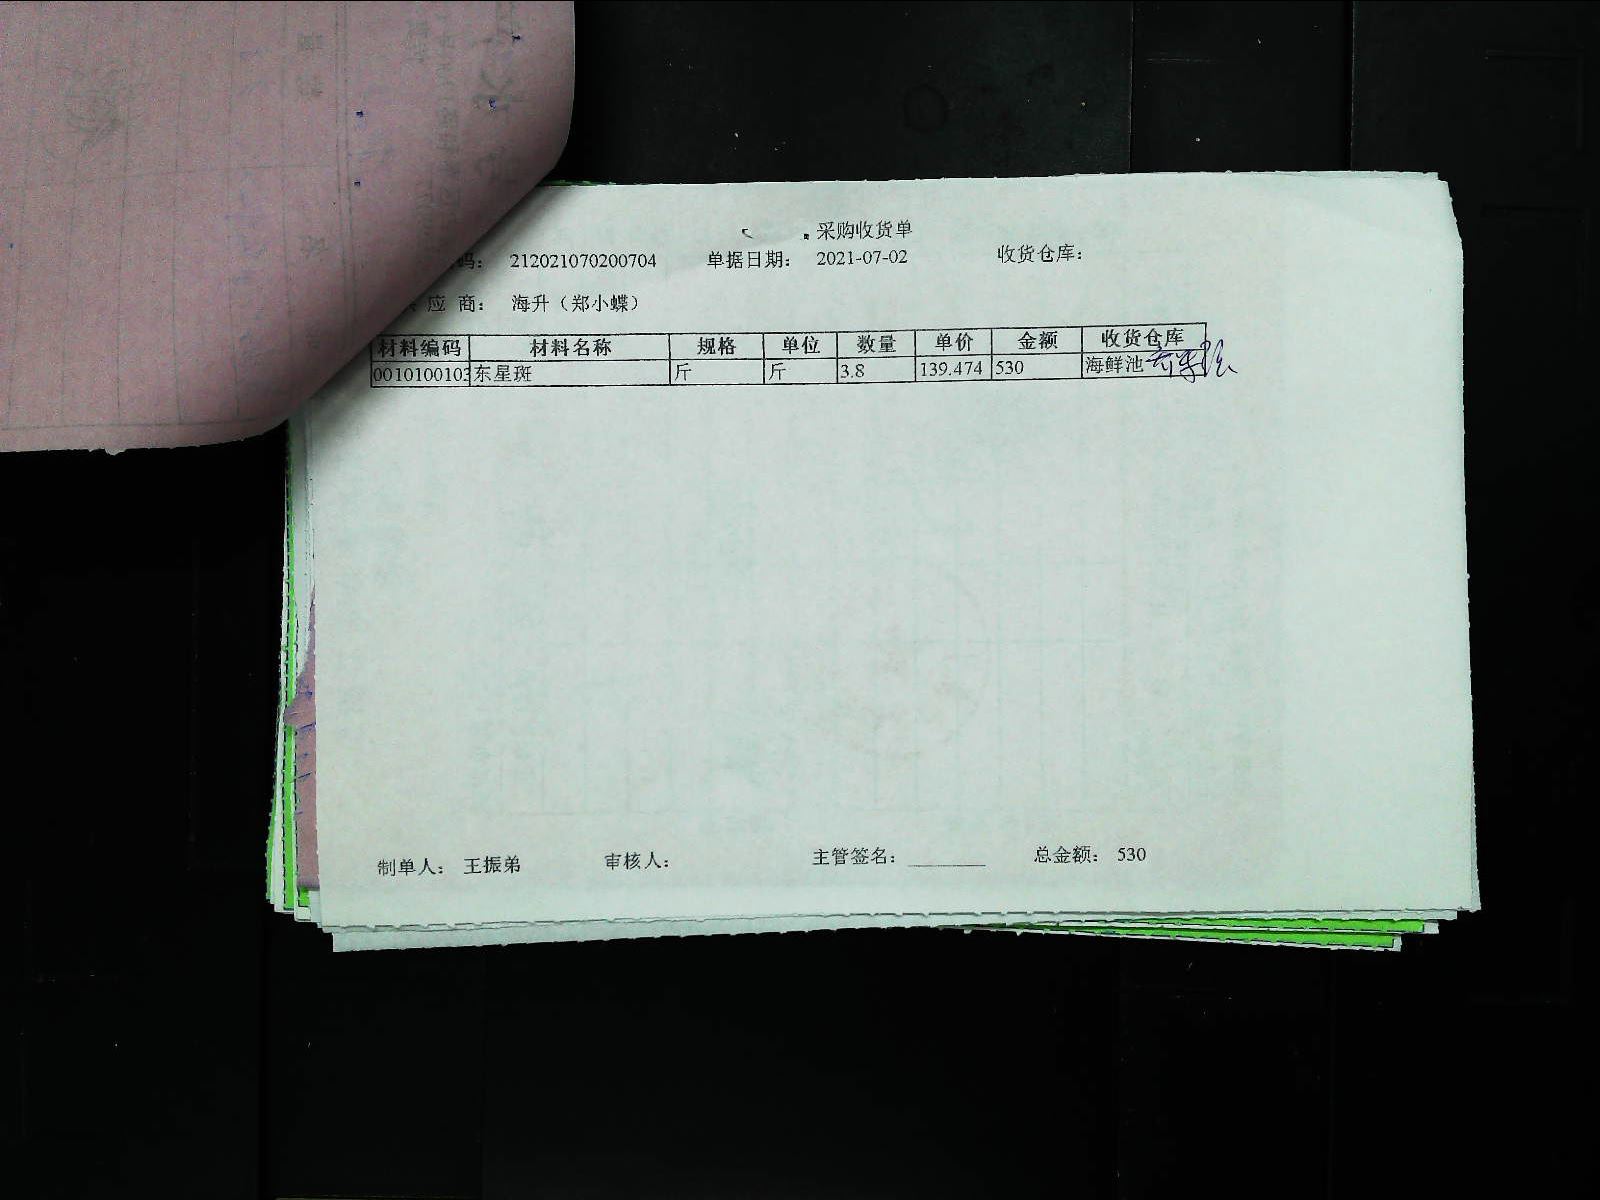 采购收货单
码： 212021070200704 单据日期： 2021-07-02 收货仓库：
应 商： 海升（郑小蝶）
材料编码 材料名称 规格 单位 数量 单价 金额 收货仓库
0010100103 东星斑 斤 斤 3.8 139.474 530 海鲜池
制单人： 王振弟 审核人： 主管签名： ________ 总金额： 530